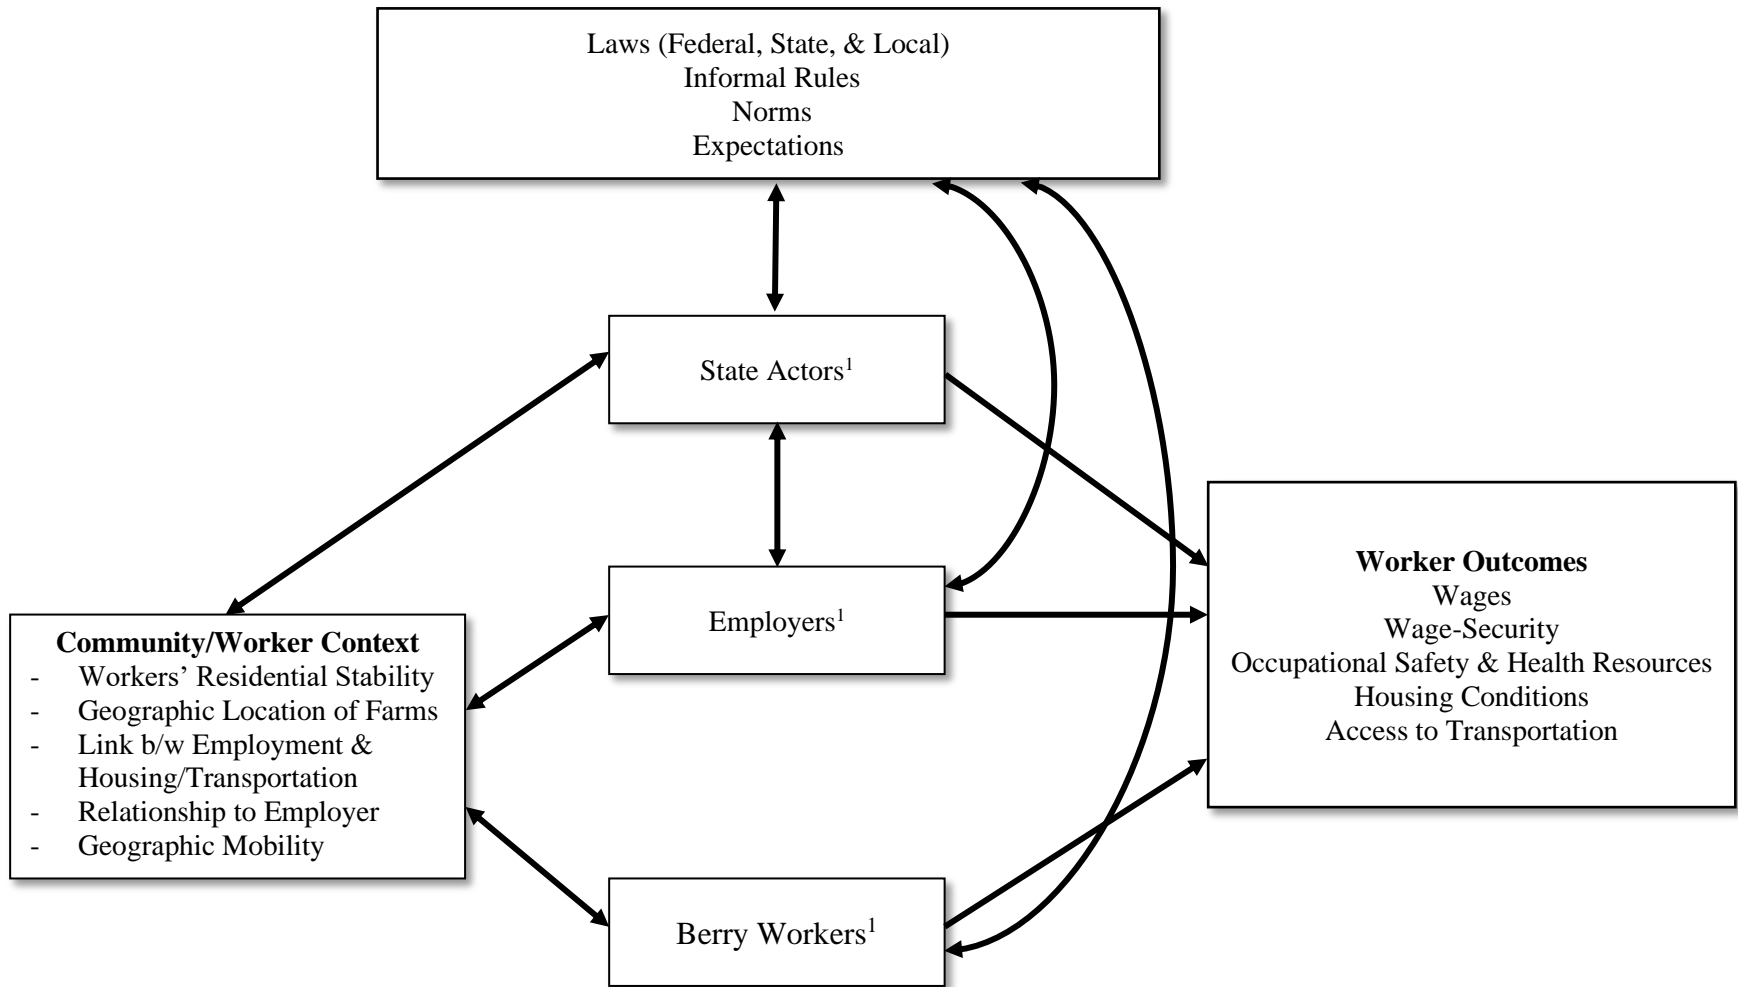 Laws (Federal, State, & Local)
Informal Rules
Norms
Expectations
State Actors¹
Employers¹
Berry Workers¹
Community/Worker Context
- Workers’ Residential Stability
- Geographic Location of Farms
- Link b/w Employment &
Housing/Transportation
- Relationship to Employer
- Geographic Mobility
Worker Outcomes
Wages
Wage-Security
Occupational Safety & Health Resources
Housing Conditions
Access to Transportation